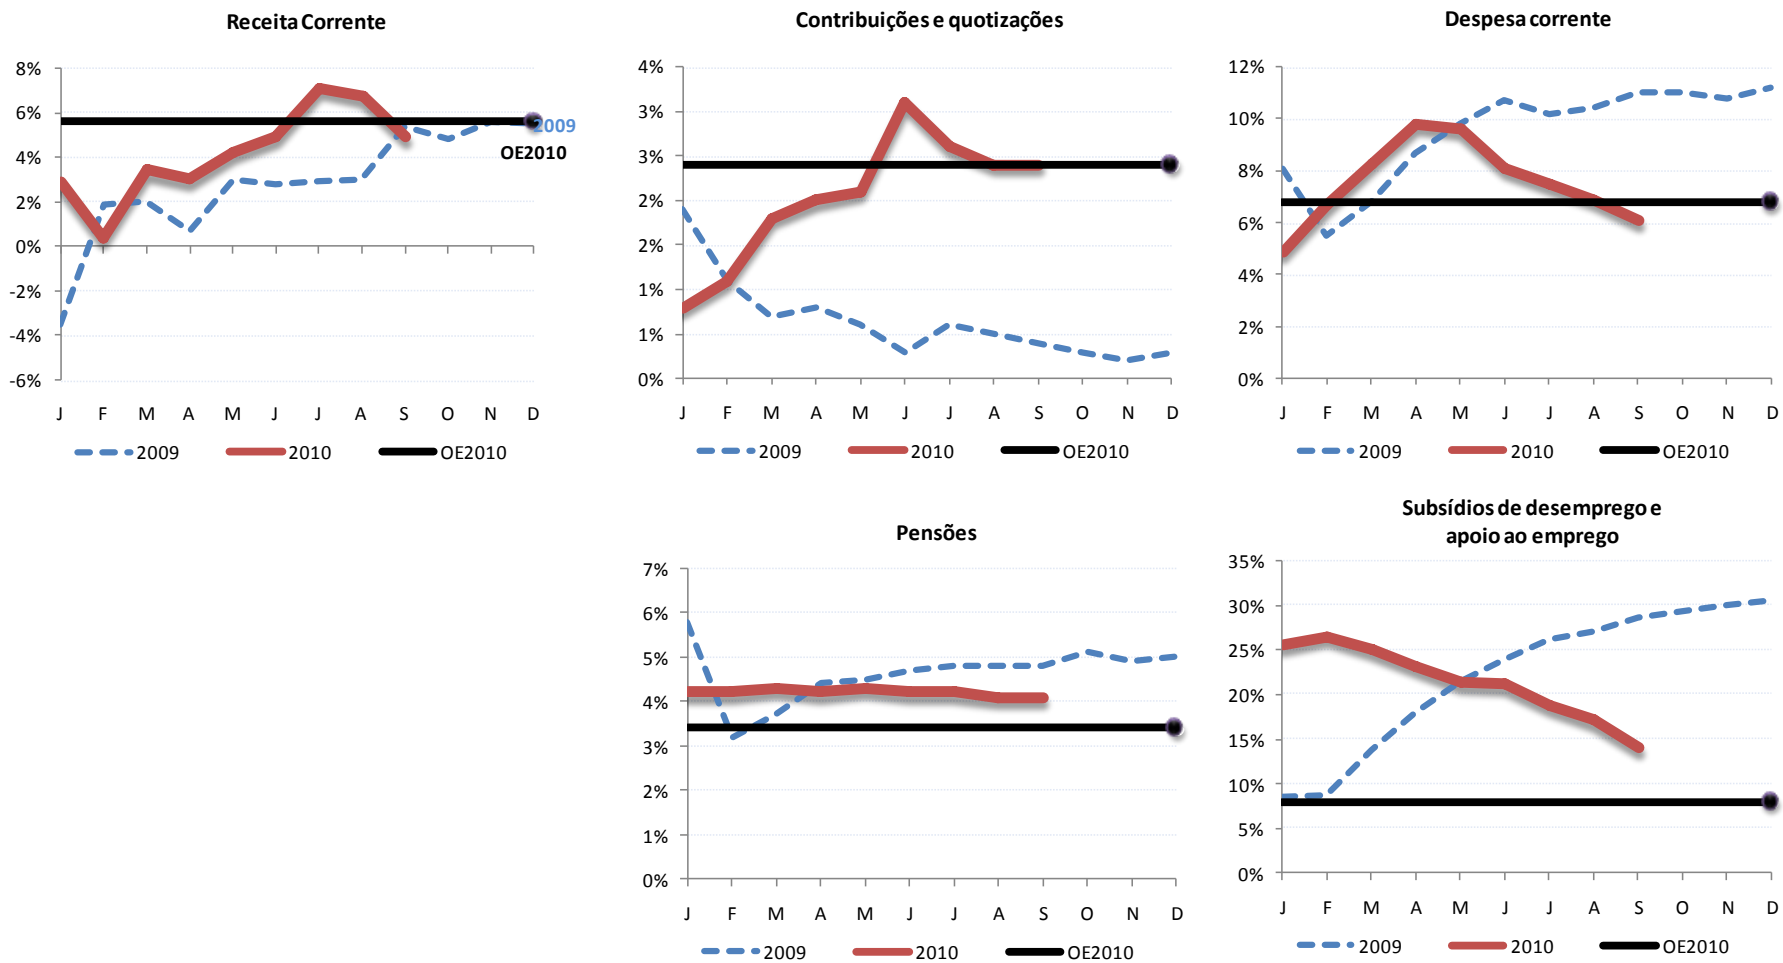 Receita Corrente
8%
6%
4%
2%
0%
-2%
-4%
-6%
2009
OE2010
J F M A M J J A S O N D
2009 2010 OE2010
Contribuições e quotizações
4%
3%
3%
2%
2%
1%
1%
0%
J F M A M J J A S O N D
2009 2010 OE2010
Despesa corrente
12%
10%
8%
6%
4%
2%
0%
J F M A M J J A S O N D
2009 2010 OE2010
Pensões
7%
6%
5%
4%
3%
2%
1%
0%
J F M A M J J A S O N D
2009 2010 OE2010
Subsídios de desemprego e
apoio ao emprego
35%
30%
25%
20%
15%
10%
5%
0%
J F M A M J J A S O N D
2009 2010 OE2010